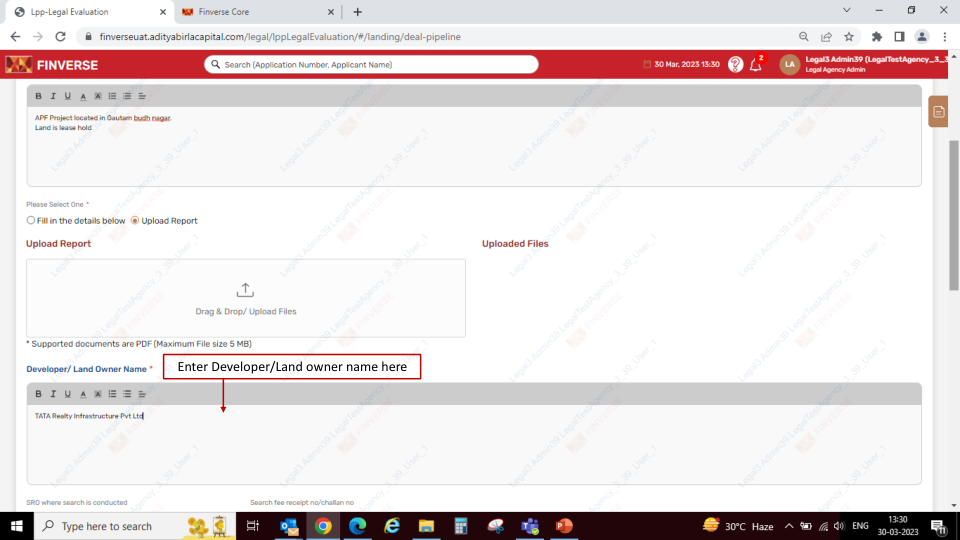 Lpp-Legal Evaluation
Finverse Core
finverseuat.adityabirlacapital.com/legal/lppLegalEvaluation/#/landing/deal-pipeline
FINVERSE
Search (Application Number, Applicant Name)
30 Mar, 2023 13:30
2
LA
Legal3 Admin39 (LegalTestAgency_3_3
Legal Agency Admin
B I U A A
APF Project located in Gautam budh nagar.
Land is lease hold
Please Select One *
Fill in the details below Upload Report
Upload Report
Uploaded Files
Drag & Drop/ Upload Files
* Supported documents are PDF (Maximum File size 5 MB)
Developer/ Land Owner Name *
Enter Developer/Land owner name here
B I U A A
TATA Realty Infrastructure Pvt Ltd
SRO where search is conducted
Search fee receipt no/challan no
Type here to search
30°C Haze
ENG
13:30
30-03-2023